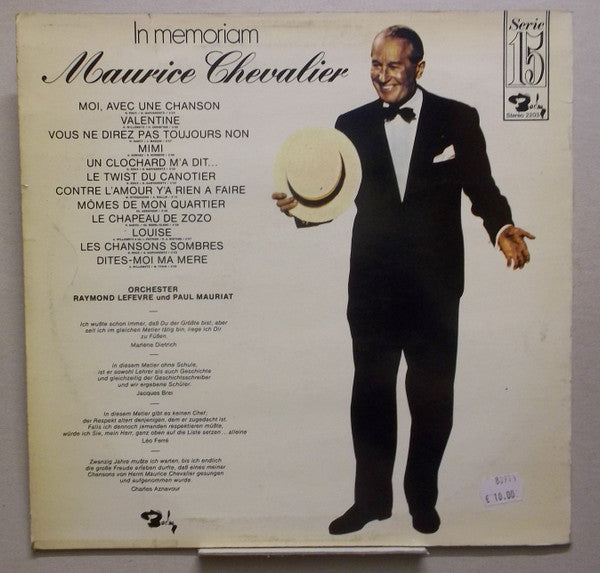 In memoriam
Maurice Chevalier
Serie
15
Barclay
Stereo 2203
MOI, AVEC UNE CHANSON
VALENTINE
VOUS NE DIREZ PAS TOUJOURS NON
MIMI
UN CLOCHARD M'A DIT...
LE TWIST DU CANOTIER
CONTRE L'AMOUR Y'A RIEN A FAIRE
MÔMES DE MON QUARTIER
LE CHAPEAU DE ZOZO
LOUISE
LES CHANSONS SOMBRES
DITES-MOI MA MERE
ORCHESTER
RAYMOND LEFEVRE und PAUL MAURIAT
Ich wußte schon immer, daß Du der Größte bist, aber
seit ich im gleichen Metier tätig bin, liege ich Dir
zu Füßen.
Marlene Dietrich
In diesem Metier ohne Schule,
ist er sowohl Lehrer als auch Geschichte
und gleichzeitig der Geschichtsschreiber
und wir ergebene Schüler.
Jacques Brel
In diesem Metier gibt es keinen Chef;
der Respekt alten denjenigen, dem er zugedacht ist.
Falls ich dennoch jemanden respektieren müßte,
würde ich Sie, mein Herr, ganz oben auf die Liste setzen... alleine
Léo Ferré
Zwanzig Jahre mußte ich warten, bis ich endlich
die große Freude erleben durfte, daß eines meiner
Chansons von Herrn Maurice Chevalier gesungen
und aufgenommen wurde.
Charles Aznavour
Barclay
€ 10.00